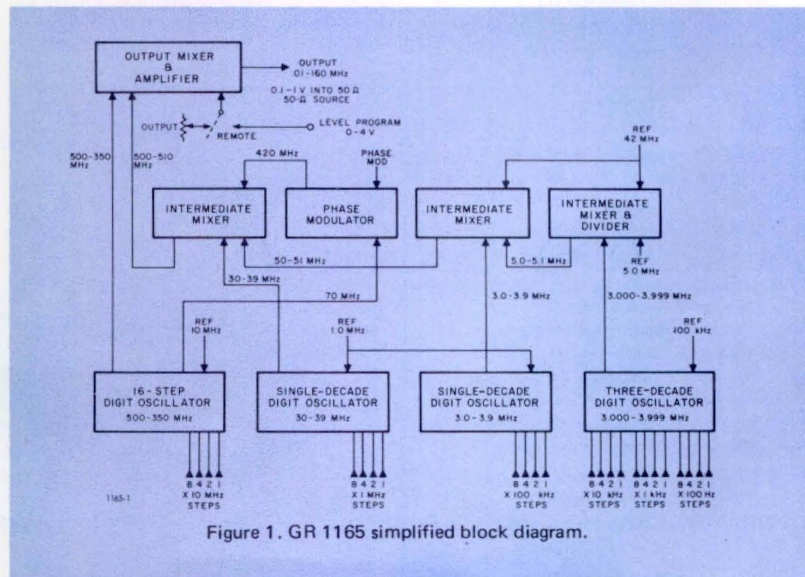 OUTPUT MIXER
&
AMPLIFIER
OUTPUT
.01-160 MHz
0.1-1 V INTO 50 Ω
50-Ω SOURCE
OUTPUT
REMOTE
LEVEL PROGRAM
0-4 V
500-350
MHz
500-510
MHz
420 MHz
PHASE
MOD
REF
42 MHz
INTERMEDIATE
MIXER
PHASE
MODULATOR
INTERMEDIATE
MIXER
INTERMEDIATE
MIXER &
DIVIDER
50-51 MHz
5.0-5.1 MHz
REF
5.0 MHz
30-39 MHz
70 MHz
3.0-3.9 MHz
3.000-3.999 MHz
REF
10 MHz
REF
1.0 MHz
REF
100 kHz
16-STEP
DIGIT OSCILLATOR
500-350 MHz
SINGLE-DECADE
DIGIT OSCILLATOR
30-39 MHz
SINGLE-DECADE
DIGIT OSCILLATOR
3.0-3.9 MHz
THREE-DECADE
DIGIT OSCILLATOR
3.000-3.999 MHz
8 4 2 1
X 10 MHz
STEPS
8 4 2 1
X 1 MHz
STEPS
8 4 2 1
X 100 kHz
STEPS
8 4 2 1
X 10 kHz
STEPS
8 4 2 1
X 1 kHz
STEPS
8 4 2 1
X 100 Hz
STEPS
1165-1
Figure 1. GR 1165 simplified block diagram.